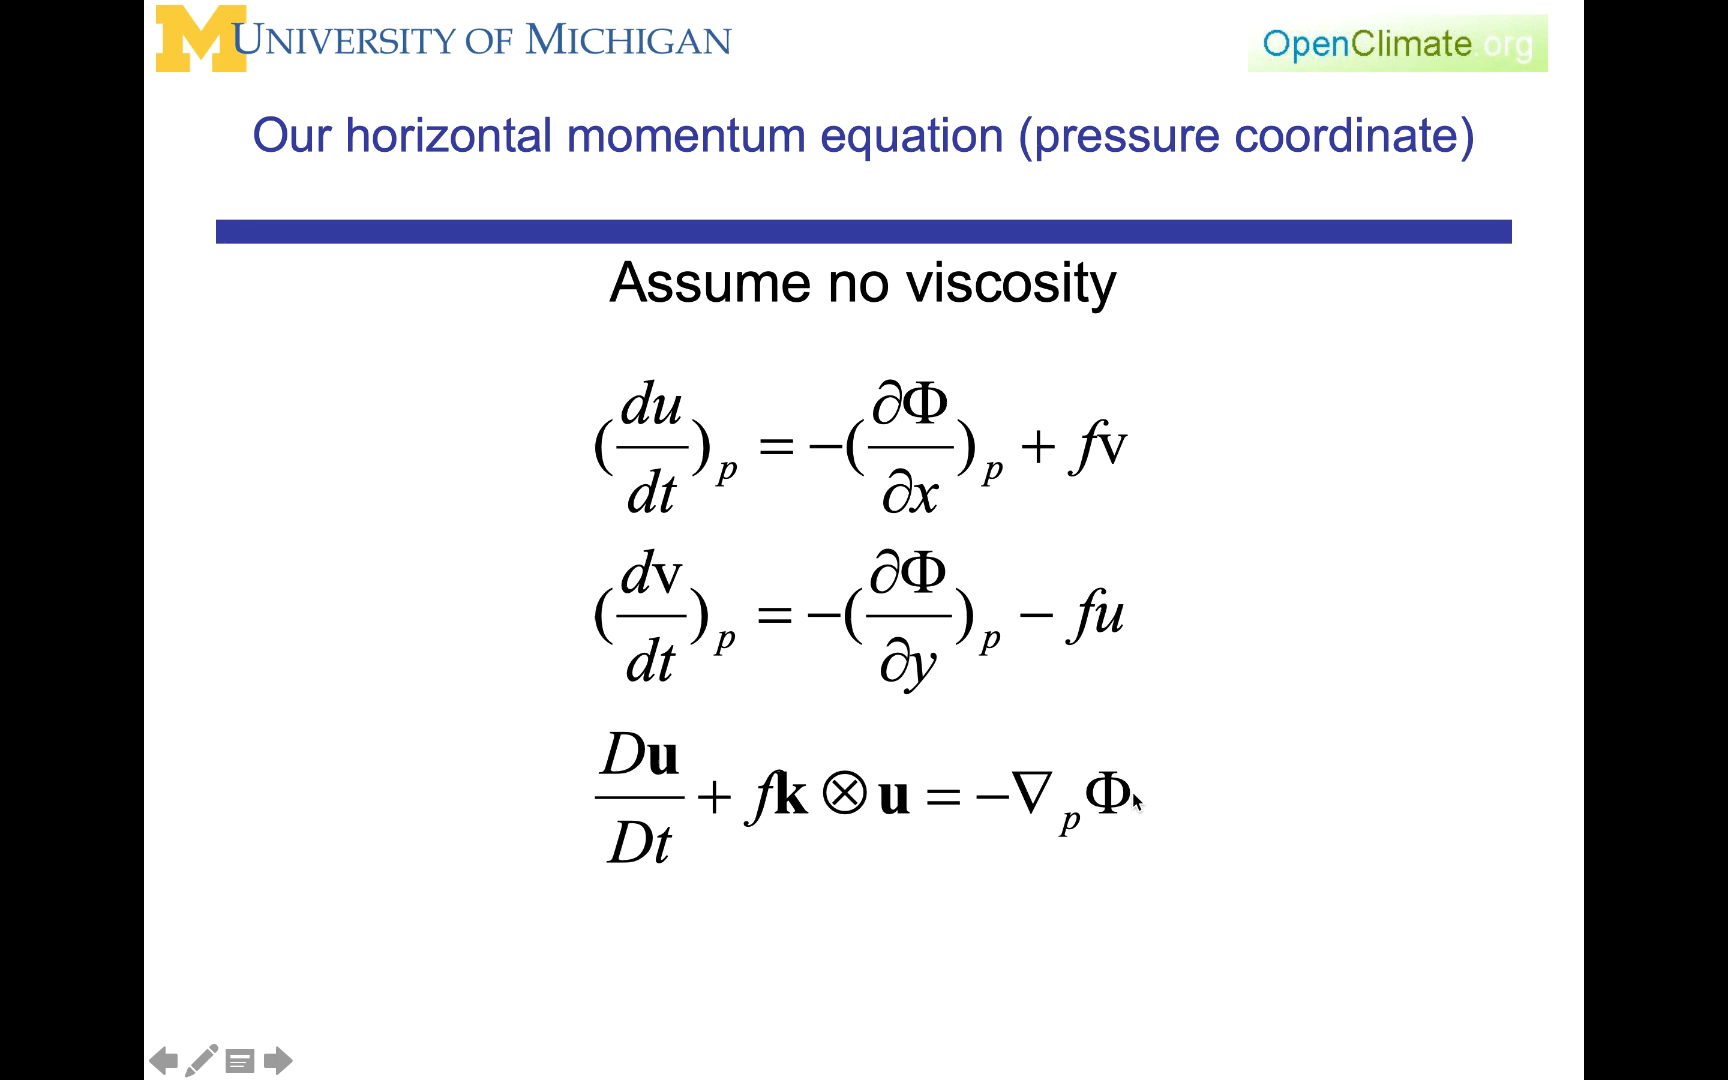 M UNIVERSITY OF MICHIGAN
OpenClimate.org
Our horizontal momentum equation (pressure coordinate)
Assume no viscosity
(du/dt)_p = −(∂Φ/∂x)_p + fv
(dv/dt)_p = −(∂Φ/∂y)_p − fu
Du/Dt + fk ⊗ u = −∇_p Φ